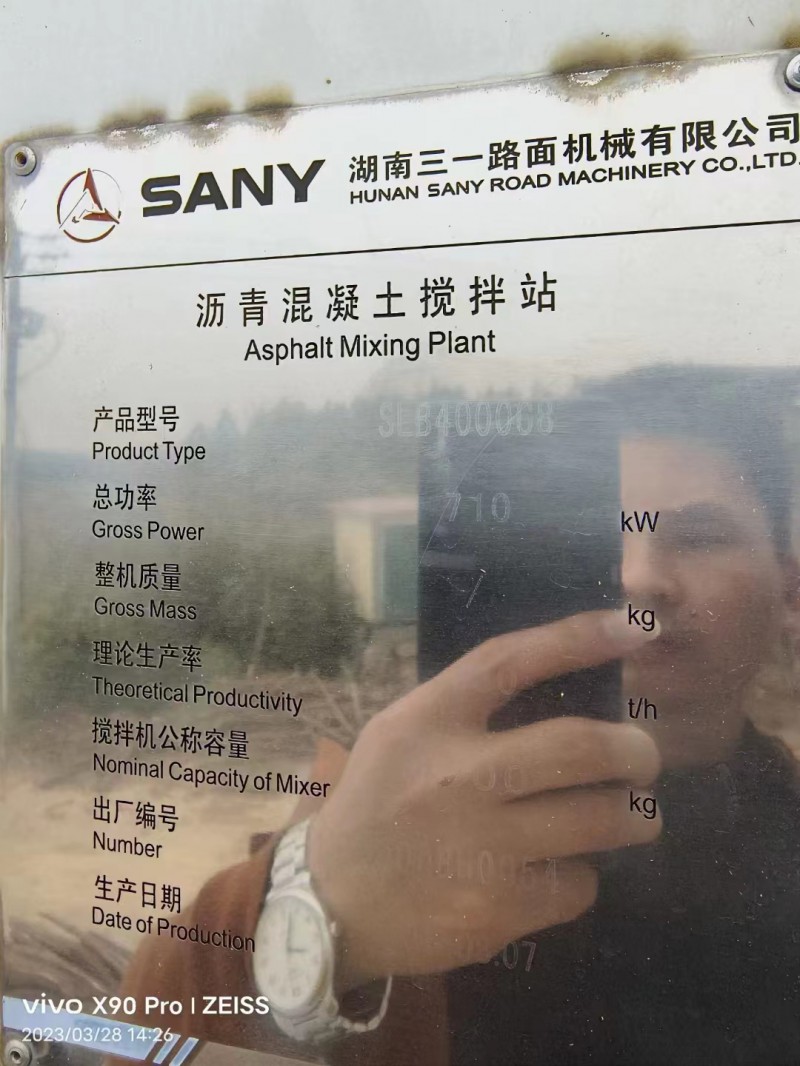 SANY
湖南三一路面机械有限公司
HUNAN SANY ROAD MACHINERY CO.,LTD.
沥青混凝土搅拌站
Asphalt Mixing Plant
产品型号
Product Type
总功率
Gross Power
710 kW
整机质量
Gross Mass
kg
理论生产率
Theoretical Productivity
t/h
搅拌机公称容量
Nominal Capacity of Mixer
kg
出厂编号
Number
生产日期
Date of Production
vivo X90 Pro | ZEISS
2023/03/28 14:26